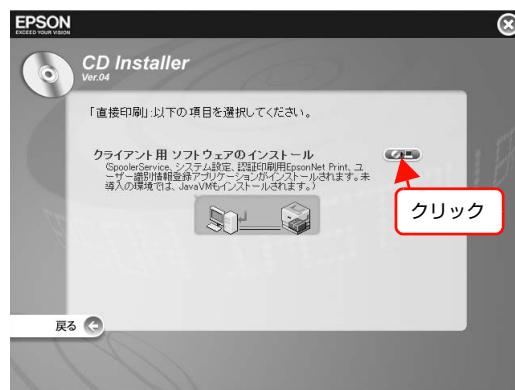 EPSON
EXCEED YOUR VISION
CD Installer
Ver.04
「直接印刷」:以下の項目を選択してください。
クライアント用 ソフトウェアのインストール
(SpoolerService、システム設定、認証印刷用EpsonNet Print、ユ
ーザー識別情報登録アプリケーションがインストールされます。未
導入の環境では、JavaVMもインストールされます。)
クリック
戻る